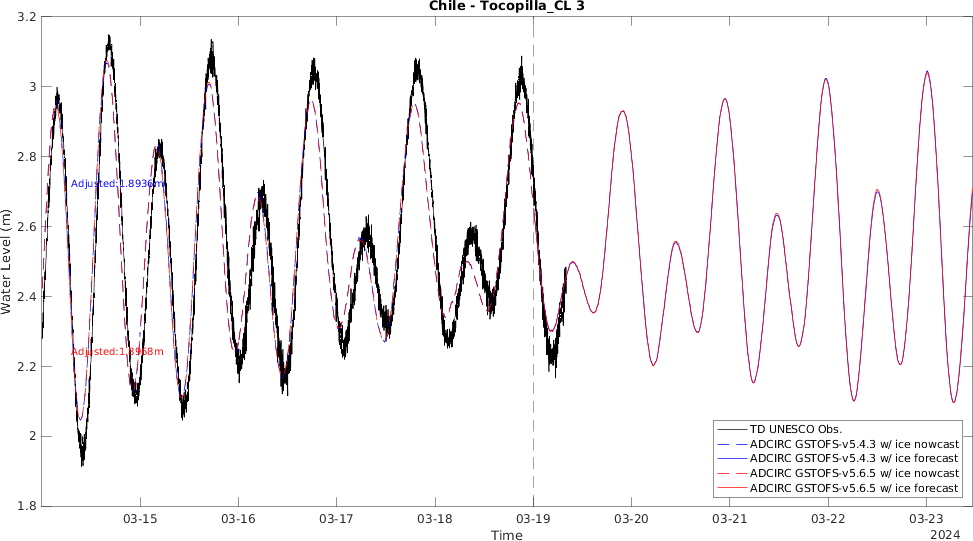 Chile - Tocopilla_CL 3
3.2
3
2.8
2.6
2.4
2.2
2
1.8
Water Level (m)
Adjusted:1.8936m
Adjusted:1.8968m
TD UNESCO Obs.
ADCIRC GSTOFS-v5.4.3 w/ ice nowcast
ADCIRC GSTOFS-v5.4.3 w/ ice forecast
ADCIRC GSTOFS-v5.6.5 w/ ice nowcast
ADCIRC GSTOFS-v5.6.5 w/ ice forecast
03-15 03-16 03-17 03-18 03-19 03-20 03-21 03-22 03-23
Time
2024